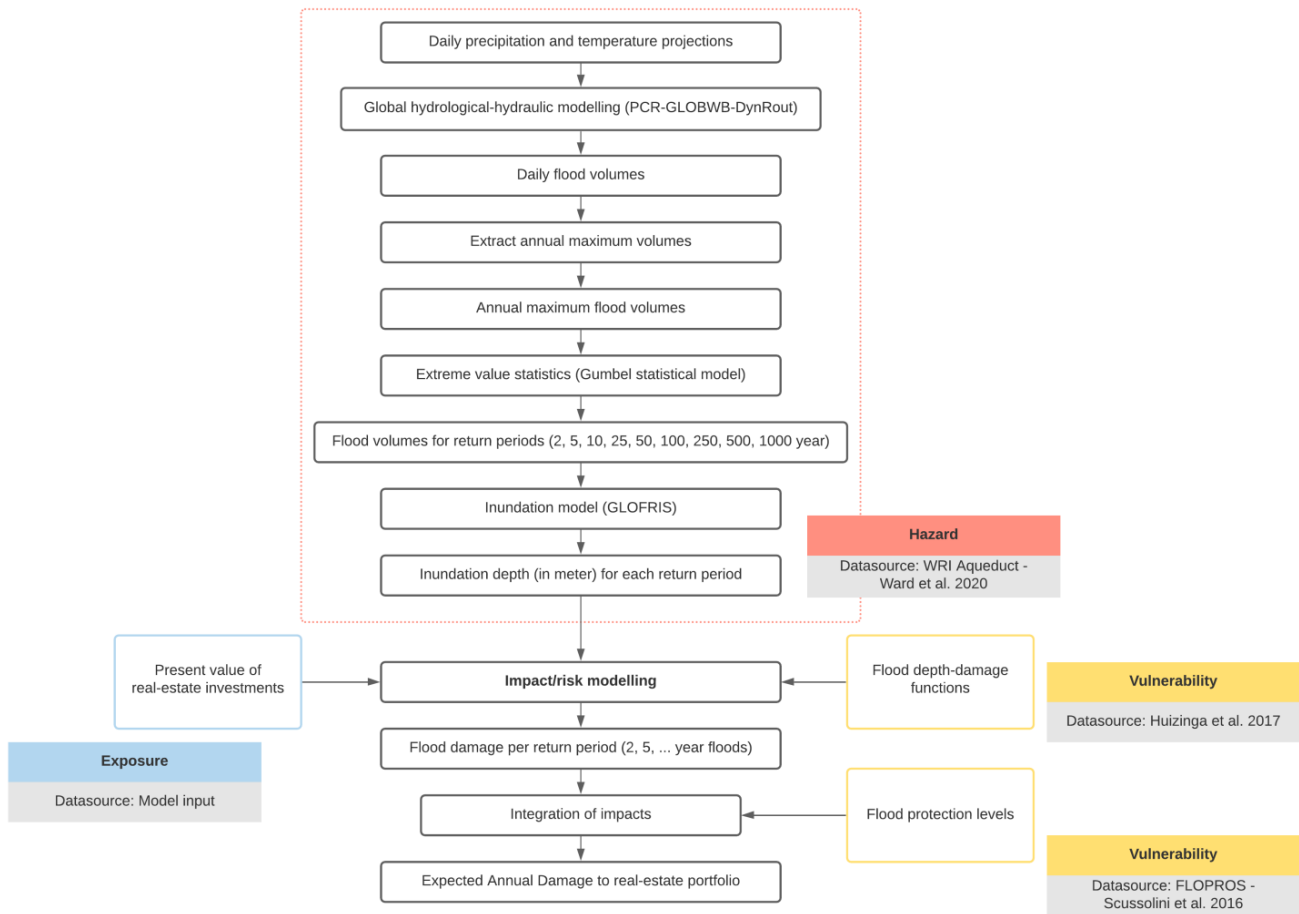 Daily precipitation and temperature projections
Global hydrological-hydraulic modelling (PCR-GLOBWB-DynRout)
Daily flood volumes
Extract annual maximum volumes
Annual maximum flood volumes
Extreme value statistics (Gumbel statistical model)
Flood volumes for return periods (2, 5, 10, 25, 50, 100, 250, 500, 1000 year)
Inundation model (GLOFRIS)
Inundation depth (in meter) for each return period
Hazard
Datasource: WRI Aqueduct -
Ward et al. 2020
Present value of
real-estate investments
Impact/risk modelling
Flood depth-damage
functions
Vulnerability
Datasource: Huizinga et al. 2017
Exposure
Datasource: Model input
Flood damage per return period (2, 5, ... year floods)
Integration of impacts
Flood protection levels
Expected Annual Damage to real-estate portfolio
Vulnerability
Datasource: FLOPROS -
Scussolini et al. 2016